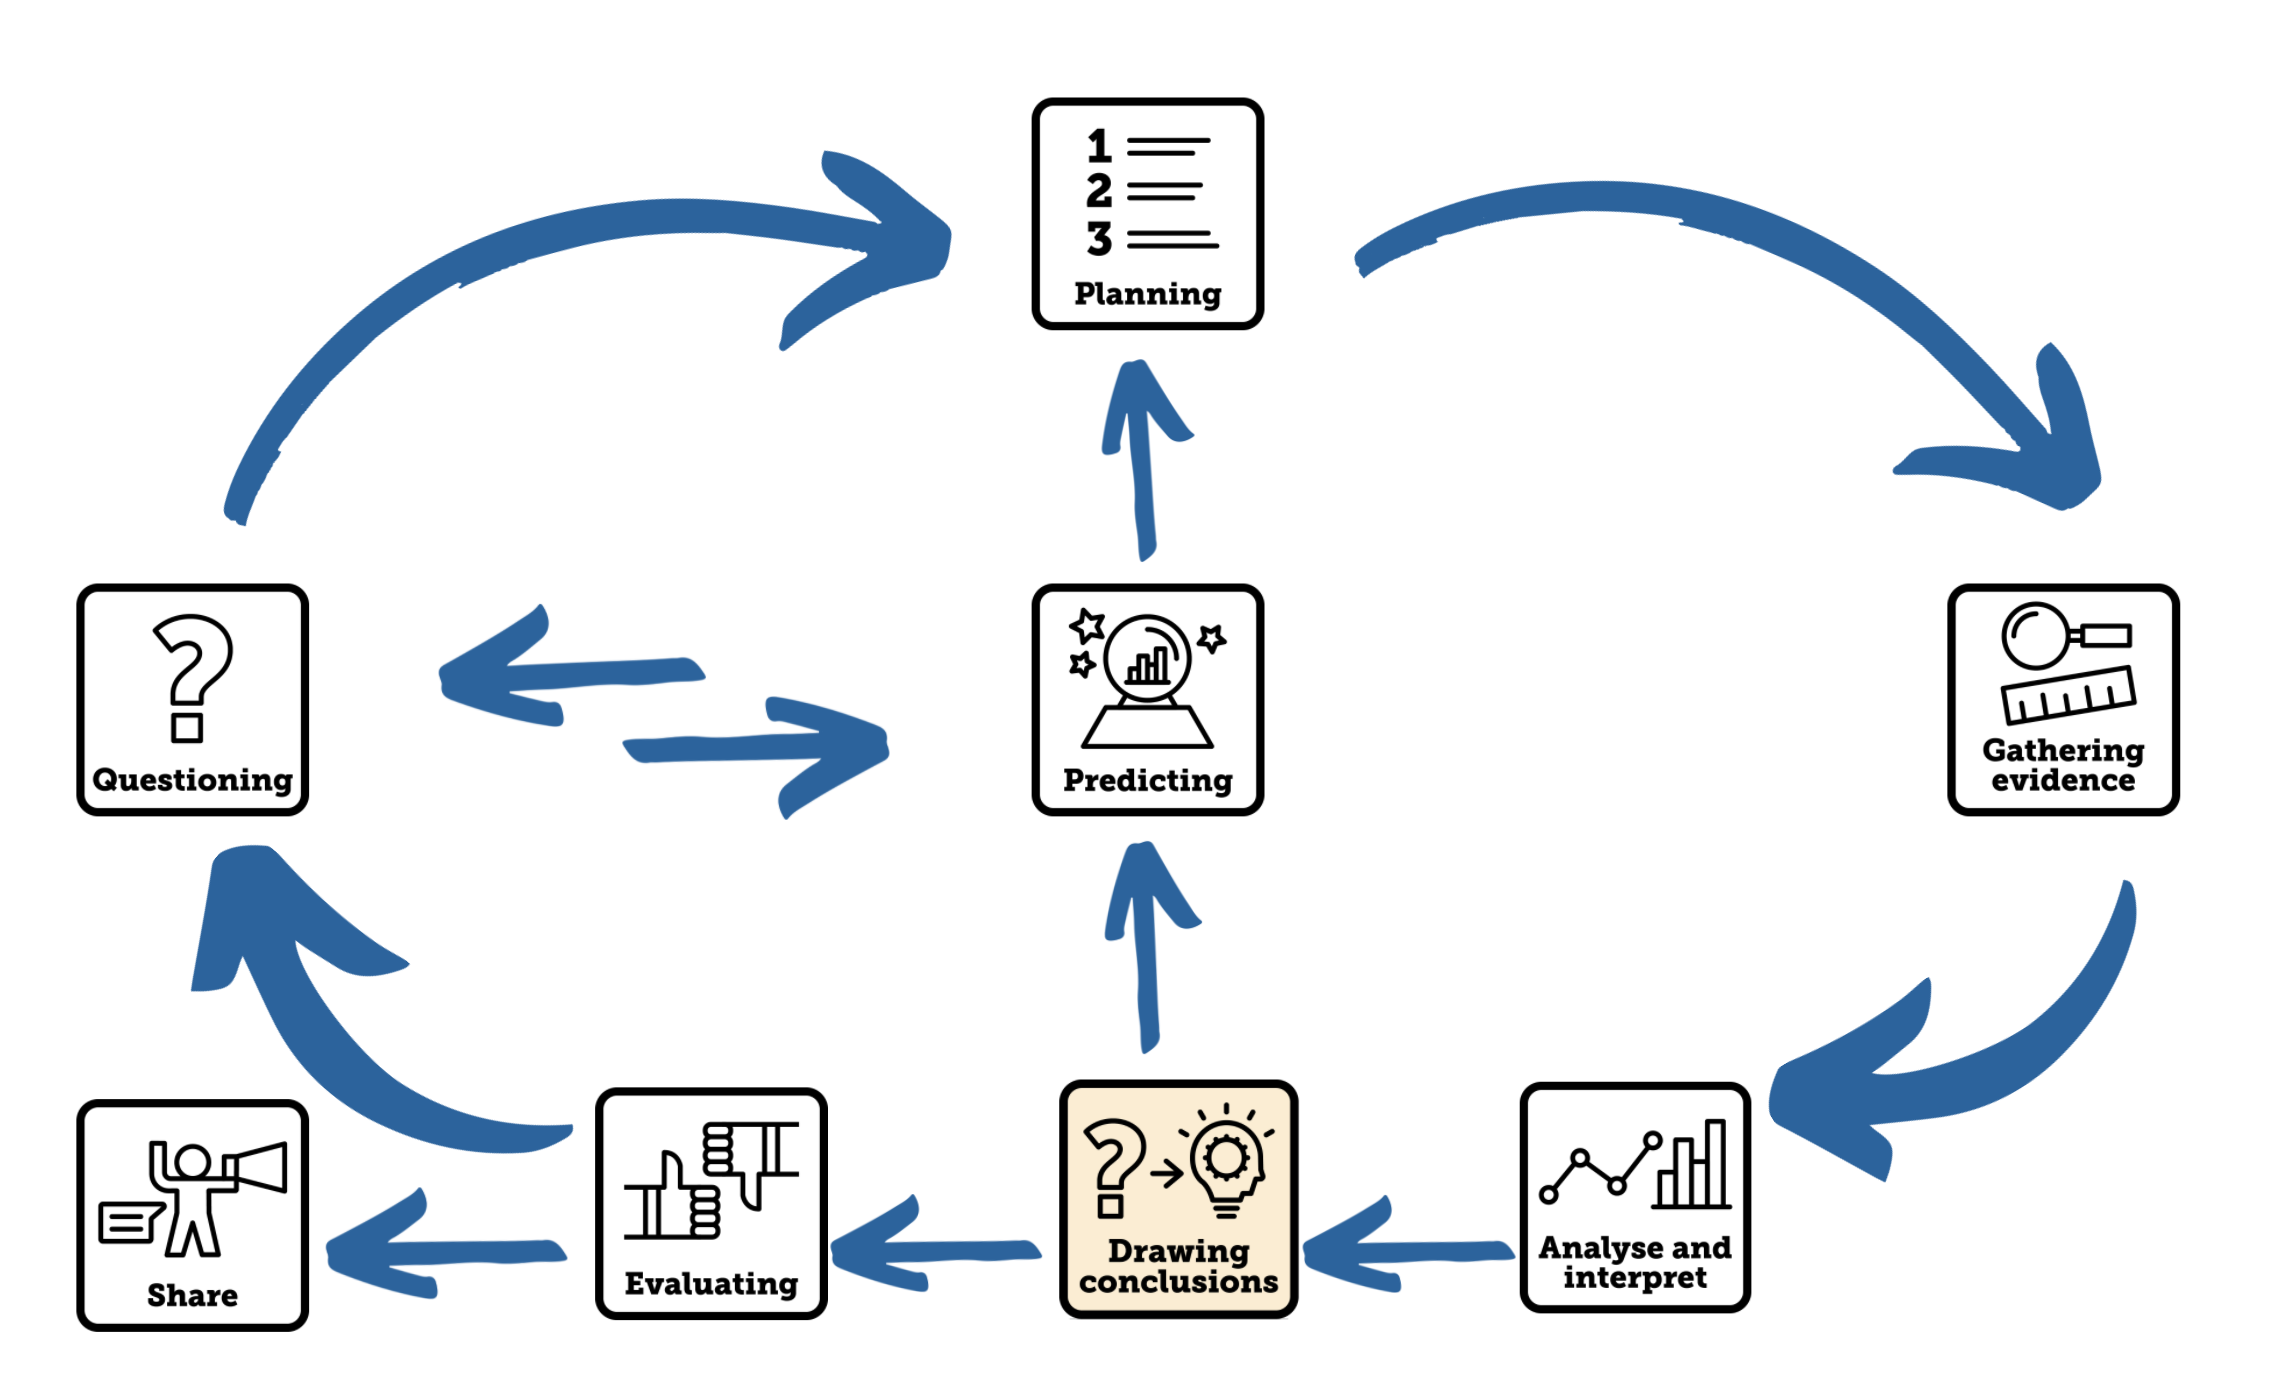 1
2
3
Planning
Questioning
Predicting
Gathering
evidence
Share
Evaluating
Drawing
conclusions
Analyse and
interpret